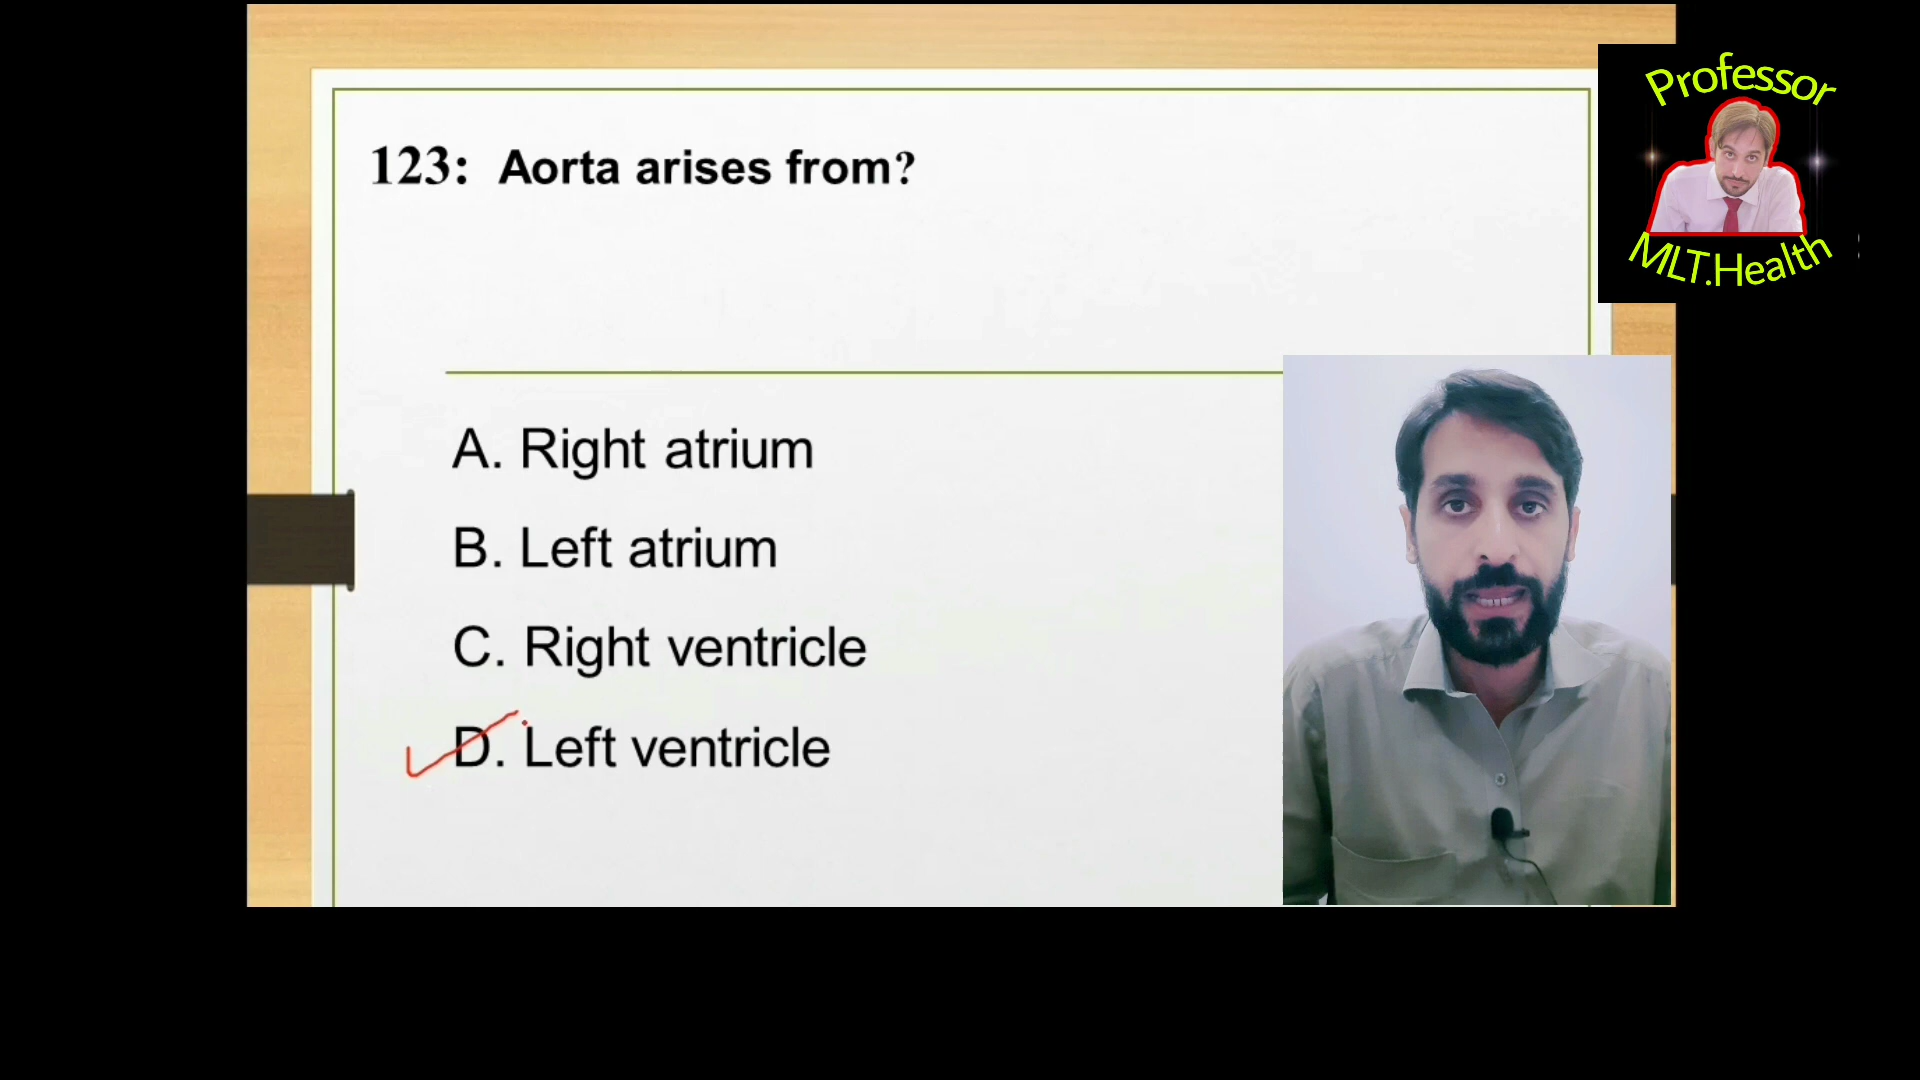 123: Aorta arises from?
A. Right atrium
B. Left atrium
C. Right ventricle
D. Left ventricle
Professor
MLT.Health